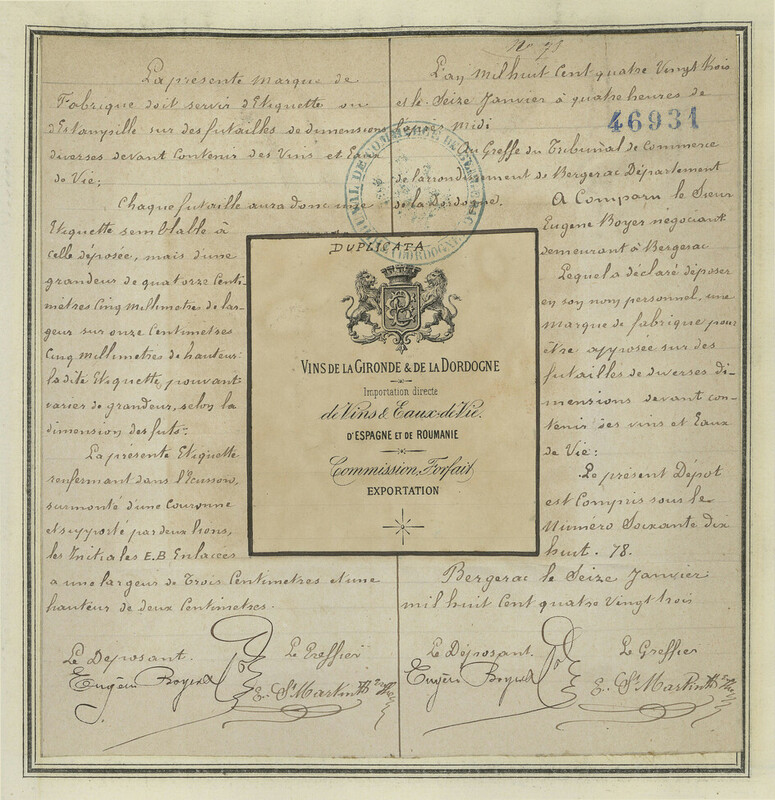 La présente marque de
Fabrique doit servir d'Etiquette ou
d'Estampille sur des futailles de dimensions
diverses devant Contenir des Vins et Eaux
de Vie;
Chaque futaille aura donc une
Etiquette semblable à
celle déposée, mais d'une
grandeur de quatorze Centi-
mètres Cinq millimètres de lar-
geur sur onze Centimètres
Cinq millimètres de hauteur:
la dite Etiquette, pouvant
varier de grandeur, selon la
dimension des futs.
La présente Etiquette
renfermant dans l'Ecusson,
surmonté d'une Couronne
et supporté par deux lions,
les Initiales E.B Enlacées
a une largeur de Trois Centimètres et une
hauteur de deux Centimètres.
Le Déposant.
Le Greffier
Eugène Boyer
E. St Martin
DUPLICATA
VINS DE LA GIRONDE & DE LA DORDOGNE
Importation directe
de Vins & Eaux-de-Vie.
D'ESPAGNE ET DE ROUMANIE
Commission, Forfait
EXPORTATION
No 71
L'an Mil huit Cent quatre Vingt trois
et le Seize Janvier à quatre heures de
46931
l'après Midi
Au Greffe du Tribunal de Commerce
de l'arrondissement de Bergerac Département
de la Dordogne.
A Comparu le Sieur
Eugène Boyer négociant
demeurant à Bergerac
Lequel a déclaré déposer
en son nom personnel, une
Marque de fabrique pour
être apposée sur des
futailles de diverses di-
mensions devant con-
tenir des vins et Eaux
de Vie:
Le présent Dépôt
est Compris sous le
Numéro Soixante dix
huit. 78.
Bergerac le Seize Janvier
mil huit Cent quatre Vingt trois
Le Déposant
Le Greffier
Eugène Boyer
E. St Martin